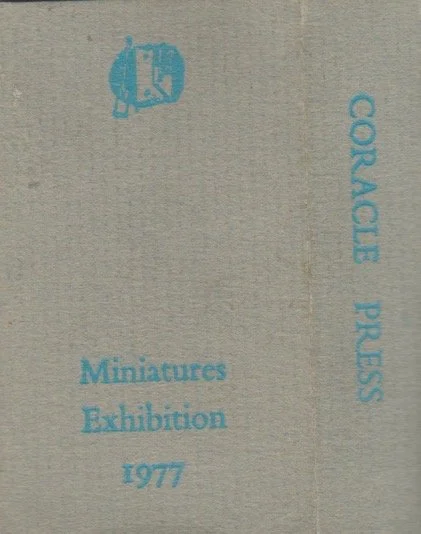 Miniatures
Exhibition
1977
CORACLE PRESS